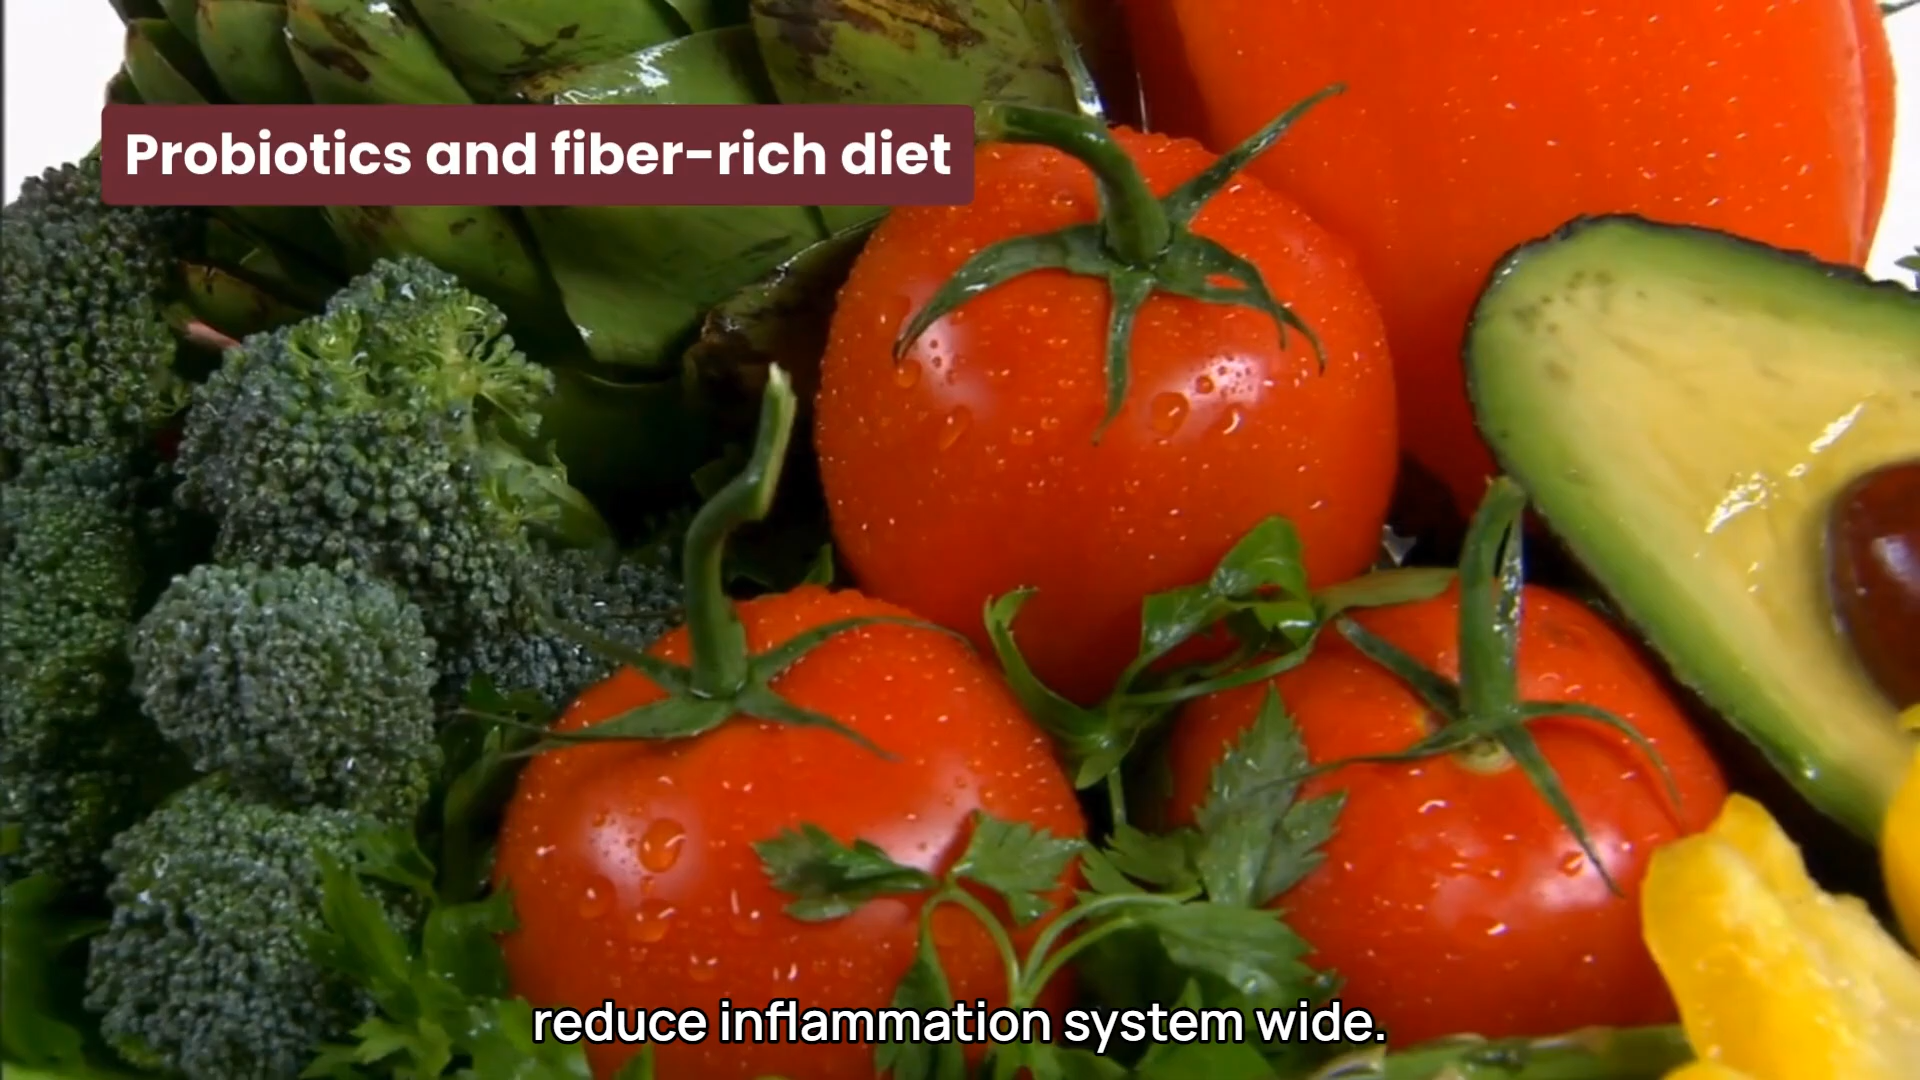 Probiotics and fiber-rich diet
reduce inflammation system wide.